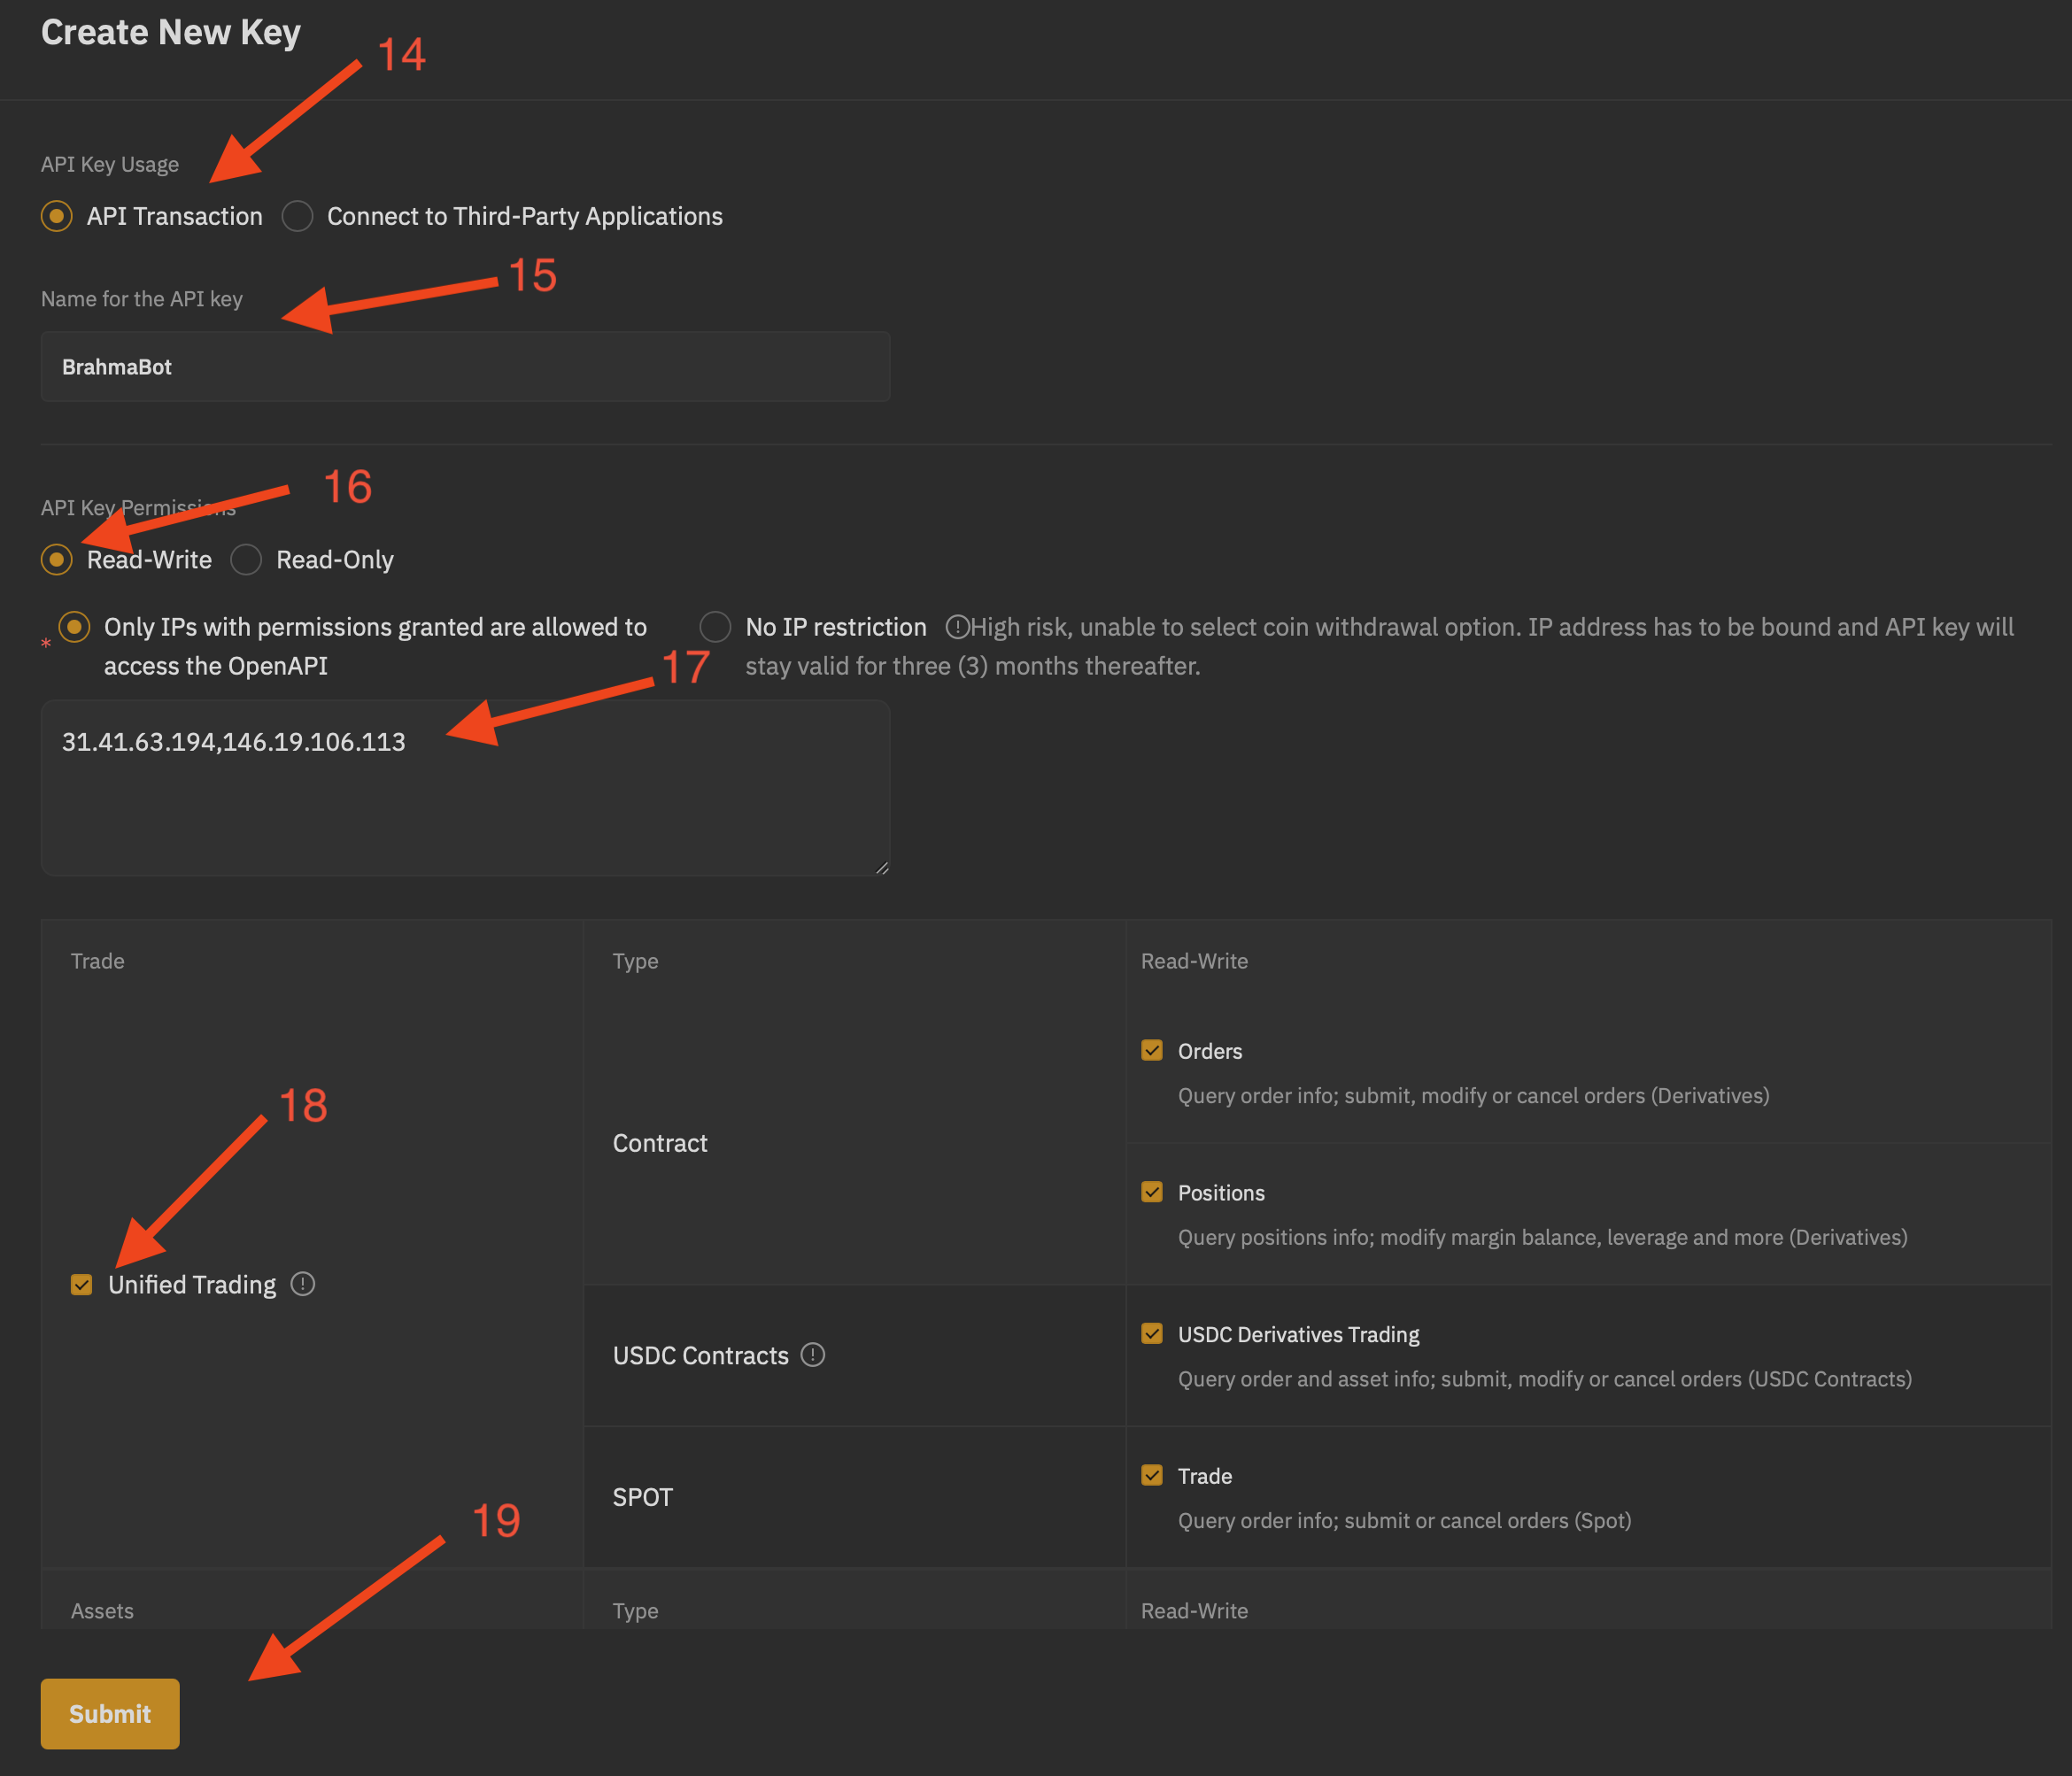 Create New Key
14
API Key Usage
API Transaction Connect to Third-Party Applications
15
Name for the API key
BrahmaBot
16
API Key Permissions
Read-Write Read-Only
* Only IPs with permissions granted are allowed to access the OpenAPI
No IP restriction High risk, unable to select coin withdrawal option. IP address has to be bound and API key will stay valid for three (3) months thereafter.
17
31.41.63.194,146.19.106.113
Trade Type Read-Write
Orders
Query order info; submit, modify or cancel orders (Derivatives)
18
Contract
Positions
Query positions info; modify margin balance, leverage and more (Derivatives)
Unified Trading
USDC Derivatives Trading
USDC Contracts
Query order and asset info; submit, modify or cancel orders (USDC Contracts)
Trade
SPOT
Query order info; submit or cancel orders (Spot)
19
Assets Type Read-Write
Submit